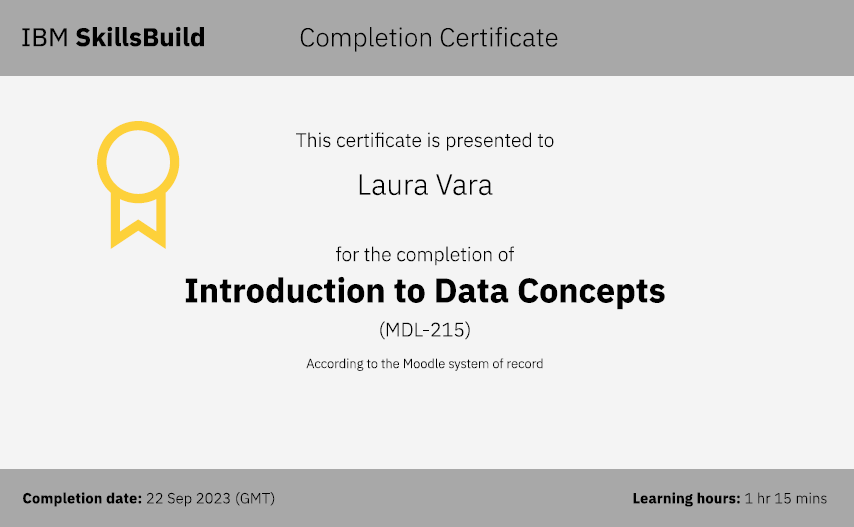 IBM SkillsBuild
Completion Certificate
This certificate is presented to
Laura Vara
for the completion of
Introduction to Data Concepts
(MDL-215)
According to the Moodle system of record
Completion date: 22 Sep 2023 (GMT)
Learning hours: 1 hr 15 mins